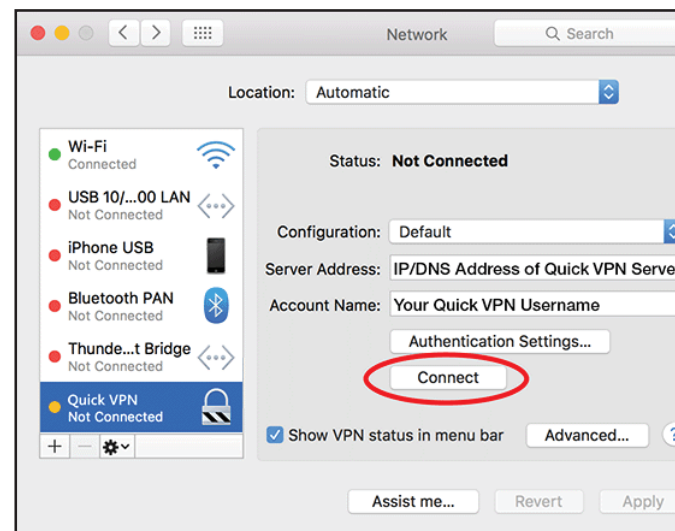 Network
Search
Location: Automatic
Wi-Fi
Connected
USB 10/...00 LAN
Not Connected
iPhone USB
Not Connected
Bluetooth PAN
Not Connected
Thunde...t Bridge
Not Connected
Quick VPN
Not Connected
Status: Not Connected
Configuration: Default
Server Address: IP/DNS Address of Quick VPN Serve
Account Name: Your Quick VPN Username
Authentication Settings...
Connect
Show VPN status in menu bar
Advanced...
?
Assist me...
Revert
Apply